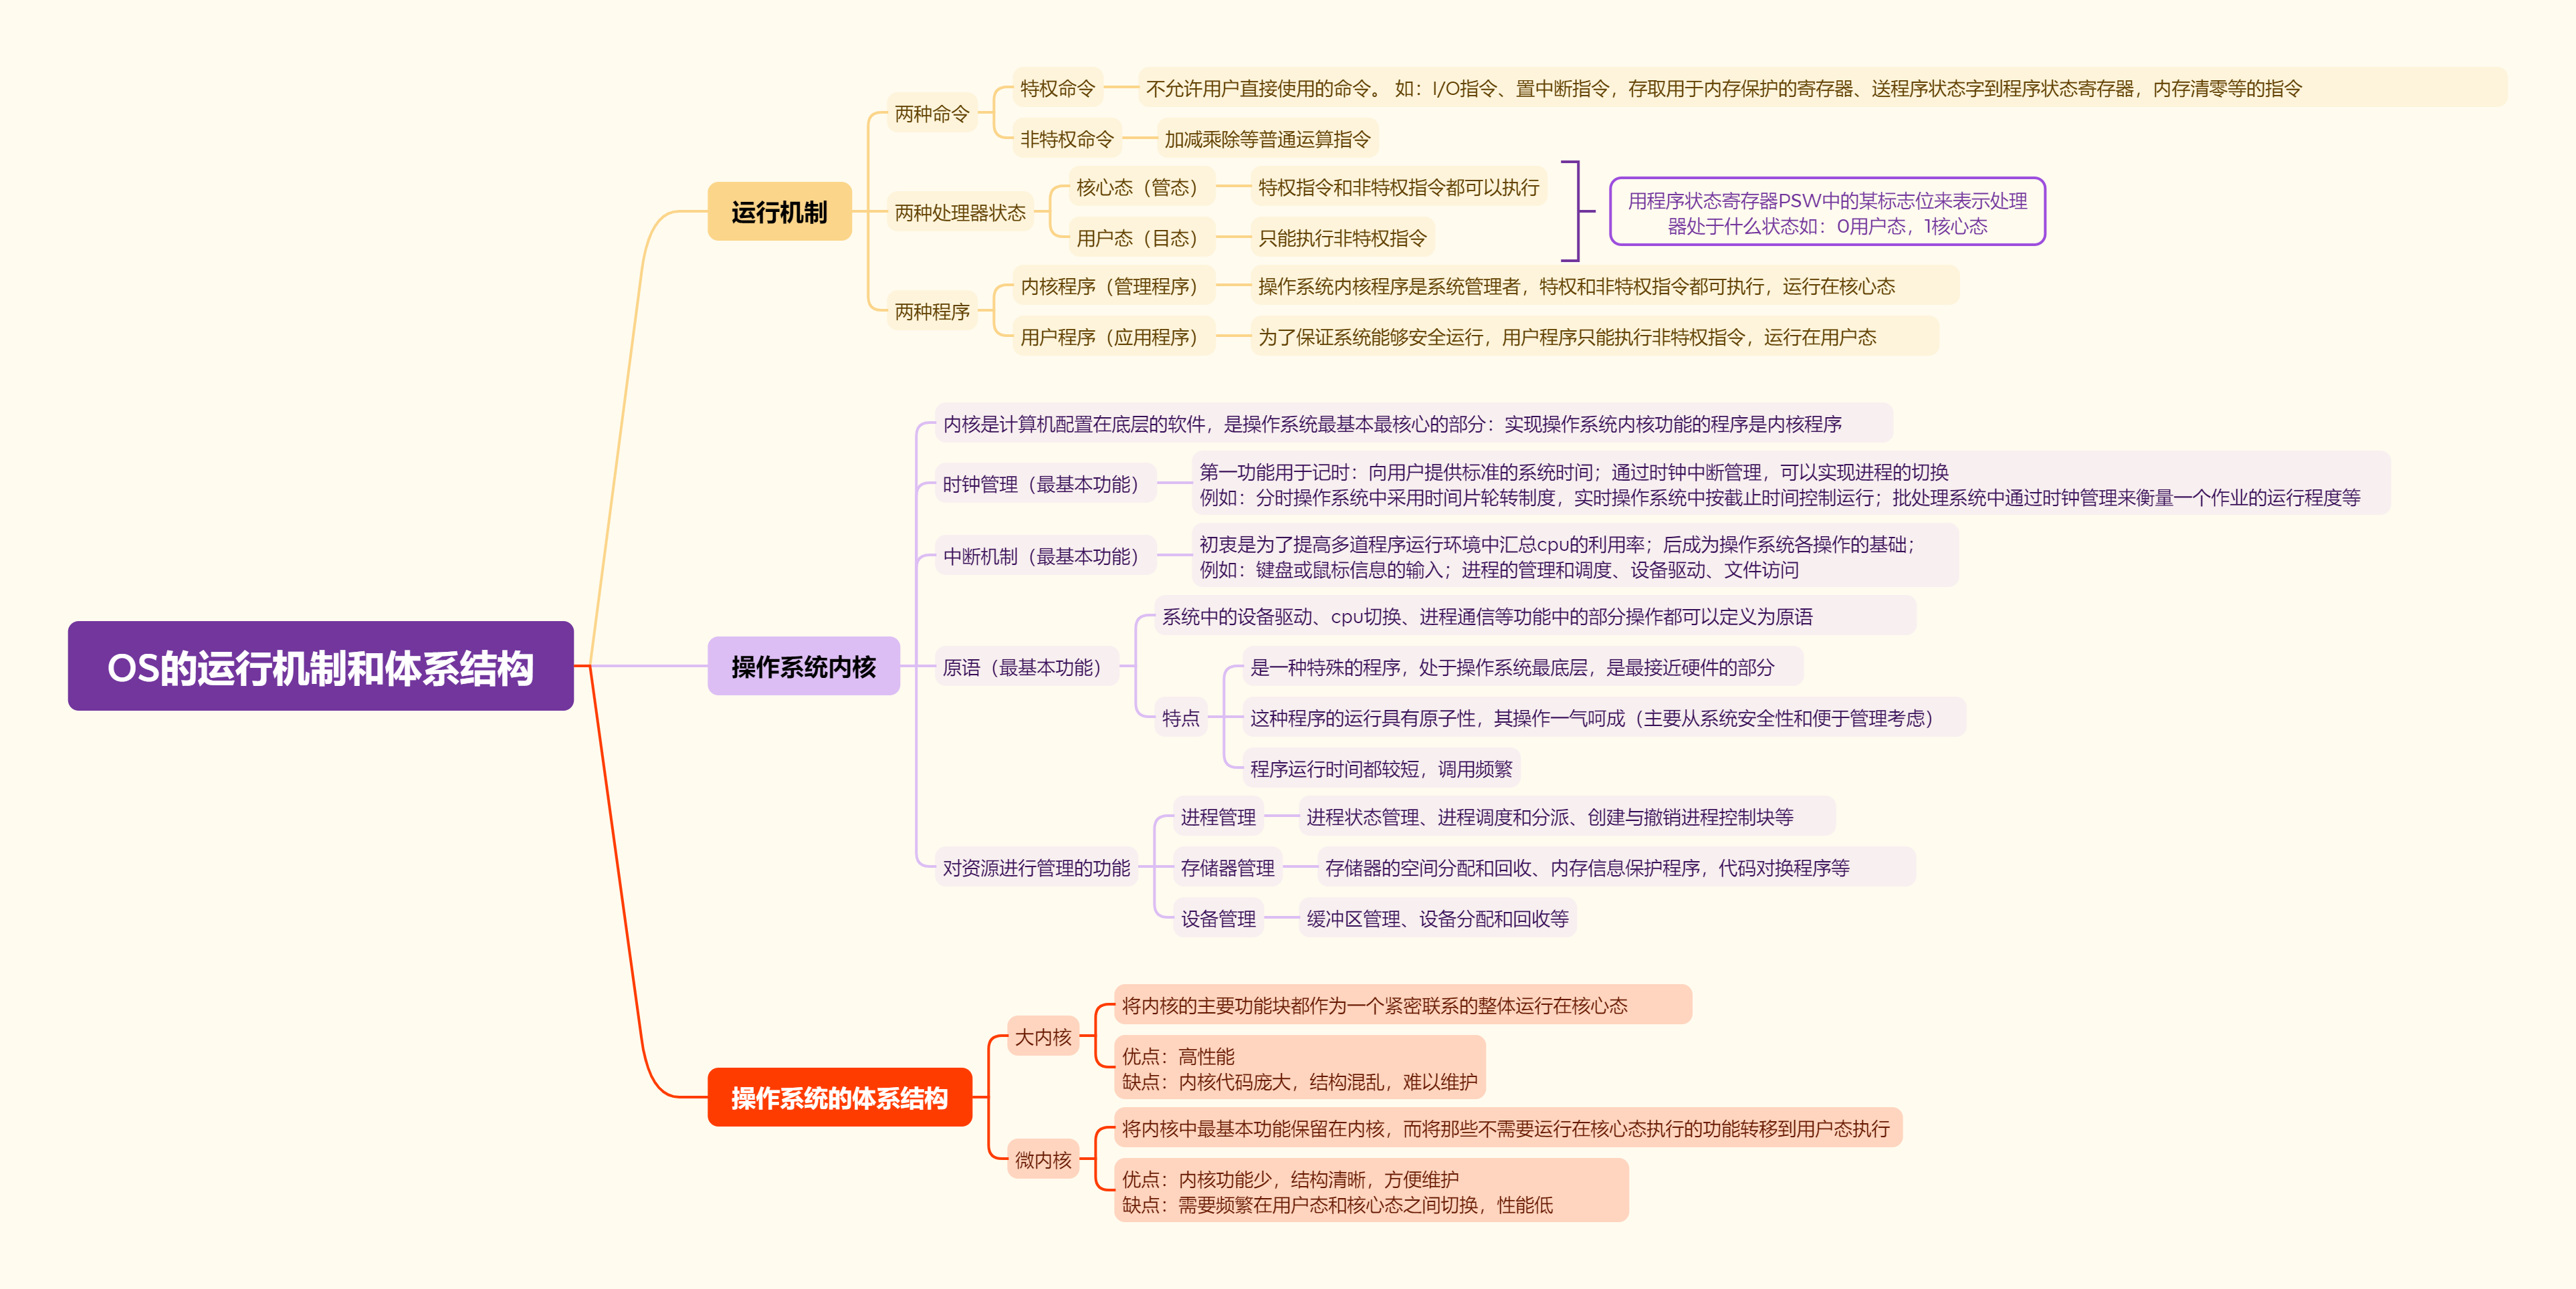 OS的运行机制和体系结构
运行机制
两种命令
特权命令
不允许用户直接使用的命令。 如：I/O指令、置中断指令，存取用于内存保护的寄存器、送程序状态字到程序状态寄存器，内存清零等的指令
非特权命令
加减乘除等普通运算指令
两种处理器状态
核心态（管态）
特权指令和非特权指令都可以执行
用户态（目态）
只能执行非特权指令
用程序状态寄存器PSW中的某标志位来表示处理
器处于什么状态如：0用户态，1核心态
两种程序
内核程序（管理程序）
操作系统内核程序是系统管理者，特权和非特权指令都可执行，运行在核心态
用户程序（应用程序）
为了保证系统能够安全运行，用户程序只能执行非特权指令，运行在用户态
操作系统内核
内核是计算机配置在底层的软件，是操作系统最基本最核心的部分：实现操作系统内核功能的程序是内核程序
时钟管理（最基本功能）
第一功能用于记时：向用户提供标准的系统时间；通过时钟中断管理，可以实现进程的切换
例如：分时操作系统中采用时间片轮转制度，实时操作系统中按截止时间控制运行；批处理系统中通过时钟管理来衡量一个作业的运行程度等
中断机制（最基本功能）
初衷是为了提高多道程序运行环境中汇总cpu的利用率；后成为操作系统各操作的基础；
例如：键盘或鼠标信息的输入；进程的管理和调度、设备驱动、文件访问
原语（最基本功能）
系统中的设备驱动、cpu切换、进程通信等功能中的部分操作都可以定义为原语
特点
是一种特殊的程序，处于操作系统最底层，是最接近硬件的部分
这种程序的运行具有原子性，其操作一气呵成（主要从系统安全性和便于管理考虑）
程序运行时间都较短，调用频繁
对资源进行管理的功能
进程管理
进程状态管理、进程调度和分派、创建与撤销进程控制块等
存储器管理
存储器的空间分配和回收、内存信息保护程序，代码对换程序等
设备管理
缓冲区管理、设备分配和回收等
操作系统的体系结构
大内核
将内核的主要功能块都作为一个紧密联系的整体运行在核心态
优点：高性能
缺点：内核代码庞大，结构混乱，难以维护
微内核
将内核中最基本功能保留在内核，而将那些不需要运行在核心态执行的功能转移到用户态执行
优点：内核功能少，结构清晰，方便维护
缺点：需要频繁在用户态和核心态之间切换，性能低